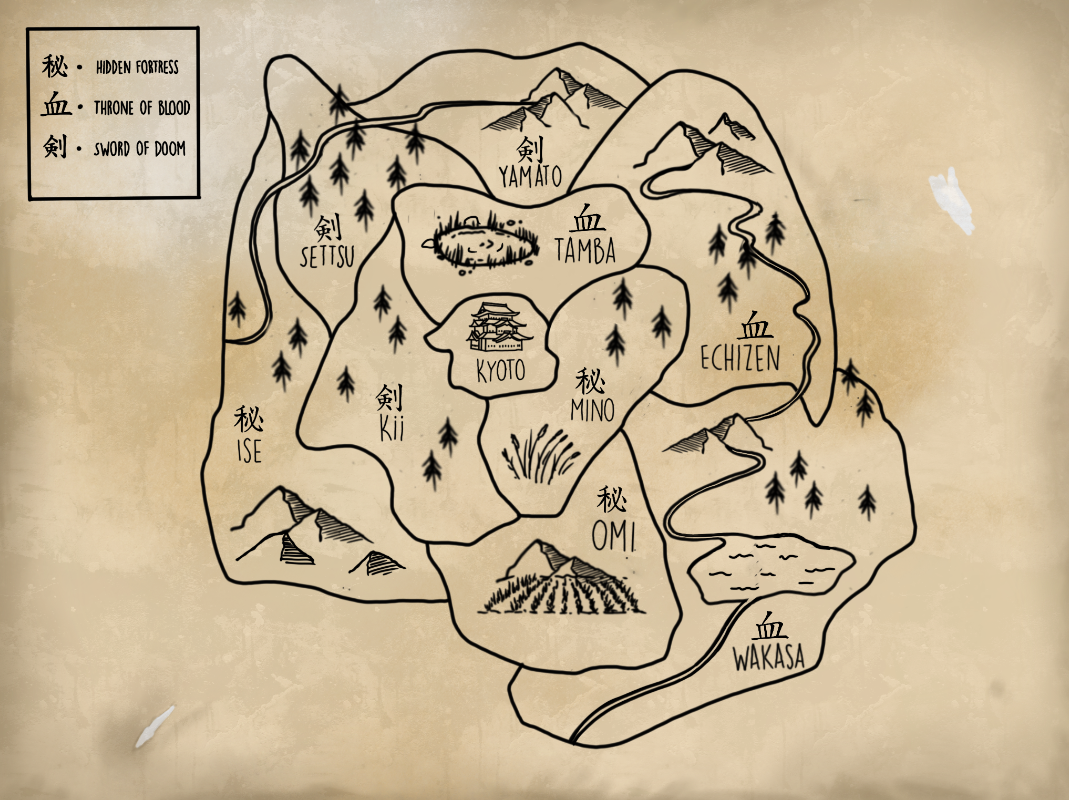 秘 · HIDDEN FORTRESS
血 · THRONE OF BLOOD
剣 · SWORD OF DOOM
剣
YAMATO
剣
SETTSU
血
TAMBA
血
ECHIZEN
KYOTO
秘
MINO
剣
Kii
秘
ISE
秘
OMI
血
WAKASA